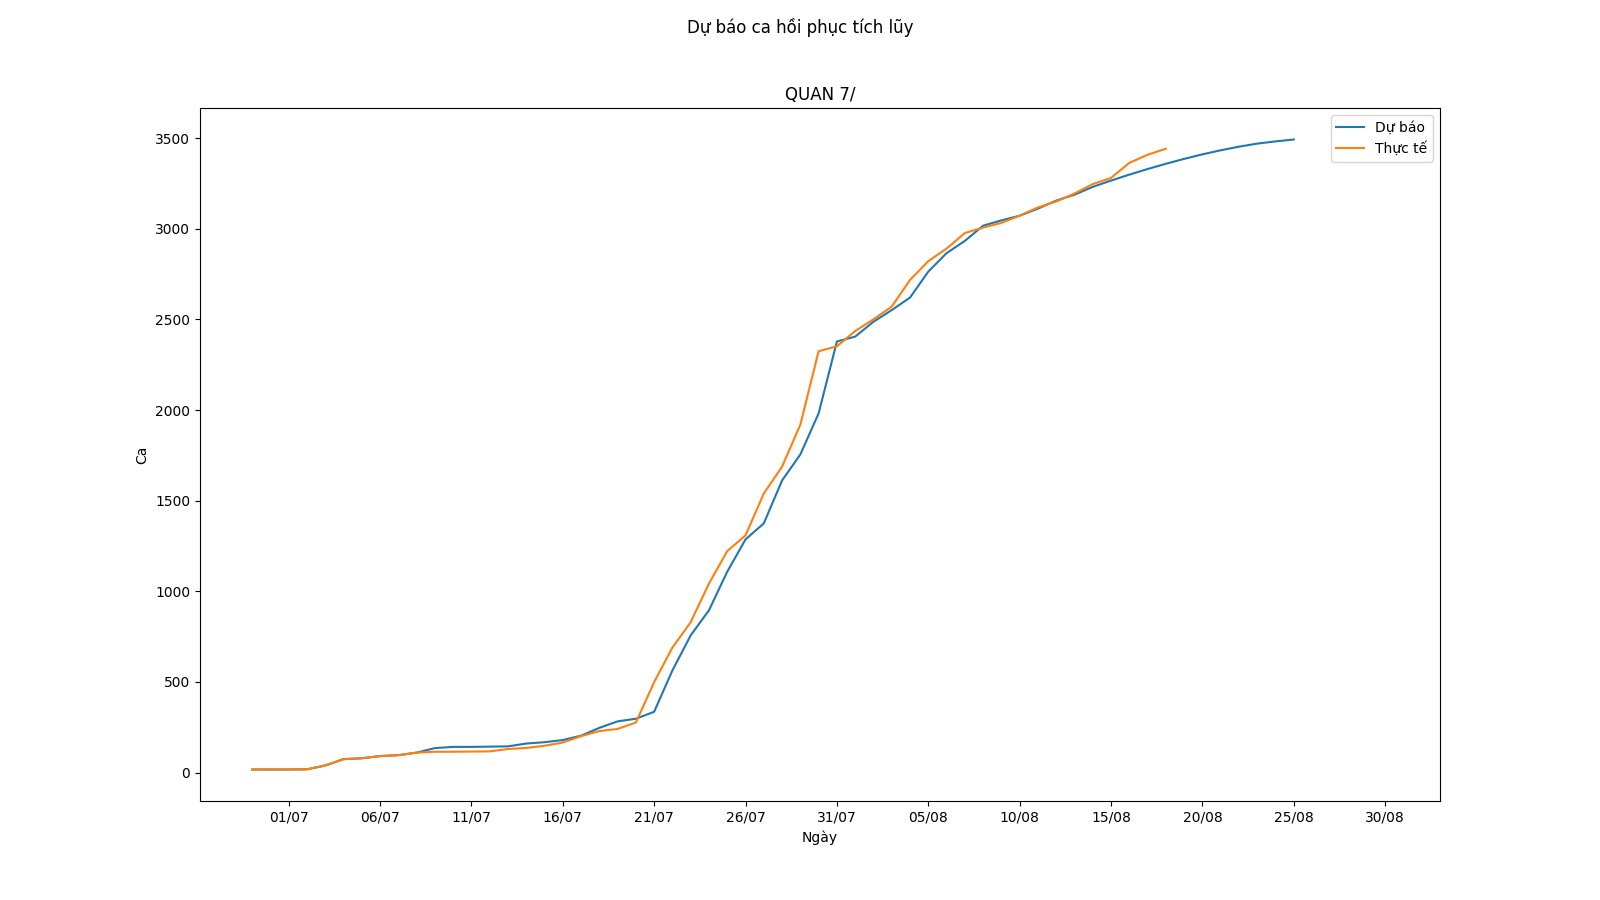 Dự báo ca hồi phục tích lũy
QUAN 7/
Dự báo
Thực tế
3500
3000
2500
2000
1500
1000
500
0
Ca
01/07 06/07 11/07 16/07 21/07 26/07 31/07 05/08 10/08 15/08 20/08 25/08 30/08
Ngày